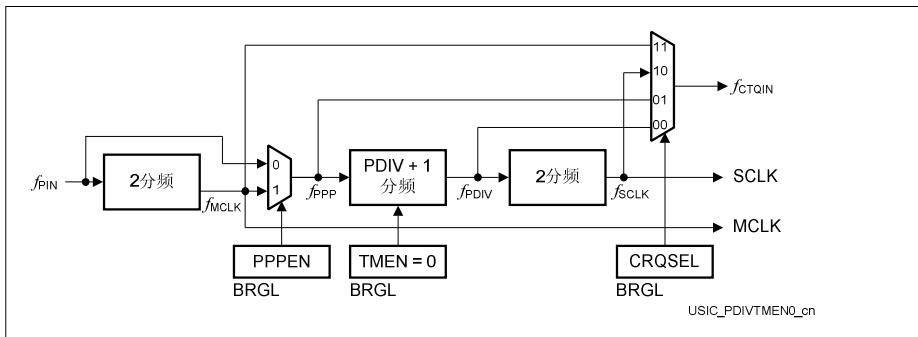 11
10
01
00
fCTQIN
fPIN
2分频
fMCLK
0
1
fPPP
PDIV + 1
分频
fPDIV
2分频
fSCLK
SCLK
MCLK
PPPEN
BRGL
TMEN = 0
BRGL
CRQSEL
BRGL
USIC_PDIVTMEN0_cn